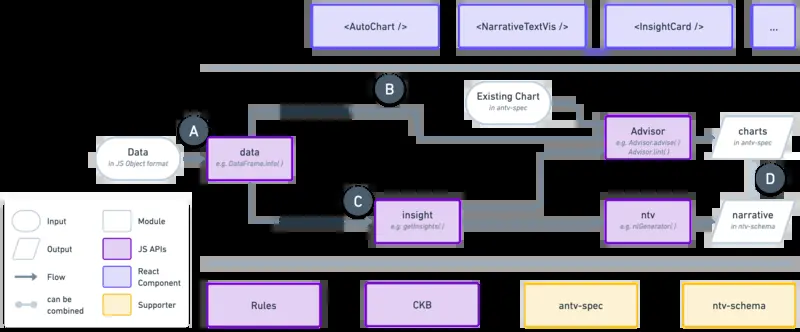 <AutoChart />
<NarrativeTextVis />
<InsightCard />
...
B
Existing Chart
in antv-spec
A
Advisor
e.g. Advisor.advise( )
Advisor.lint( )
charts
in antv-spec
Data
in JS Object format
data
e.g. DataFrame.info( )
D
C
insight
e.g. getInsights( )
ntv
e.g. nlGenerator( )
narrative
in ntv-schema
Input
Module
Output
JS APIs
Flow
React
Component
can be
combined
Supporter
Rules
CKB
antv-spec
ntv-schema